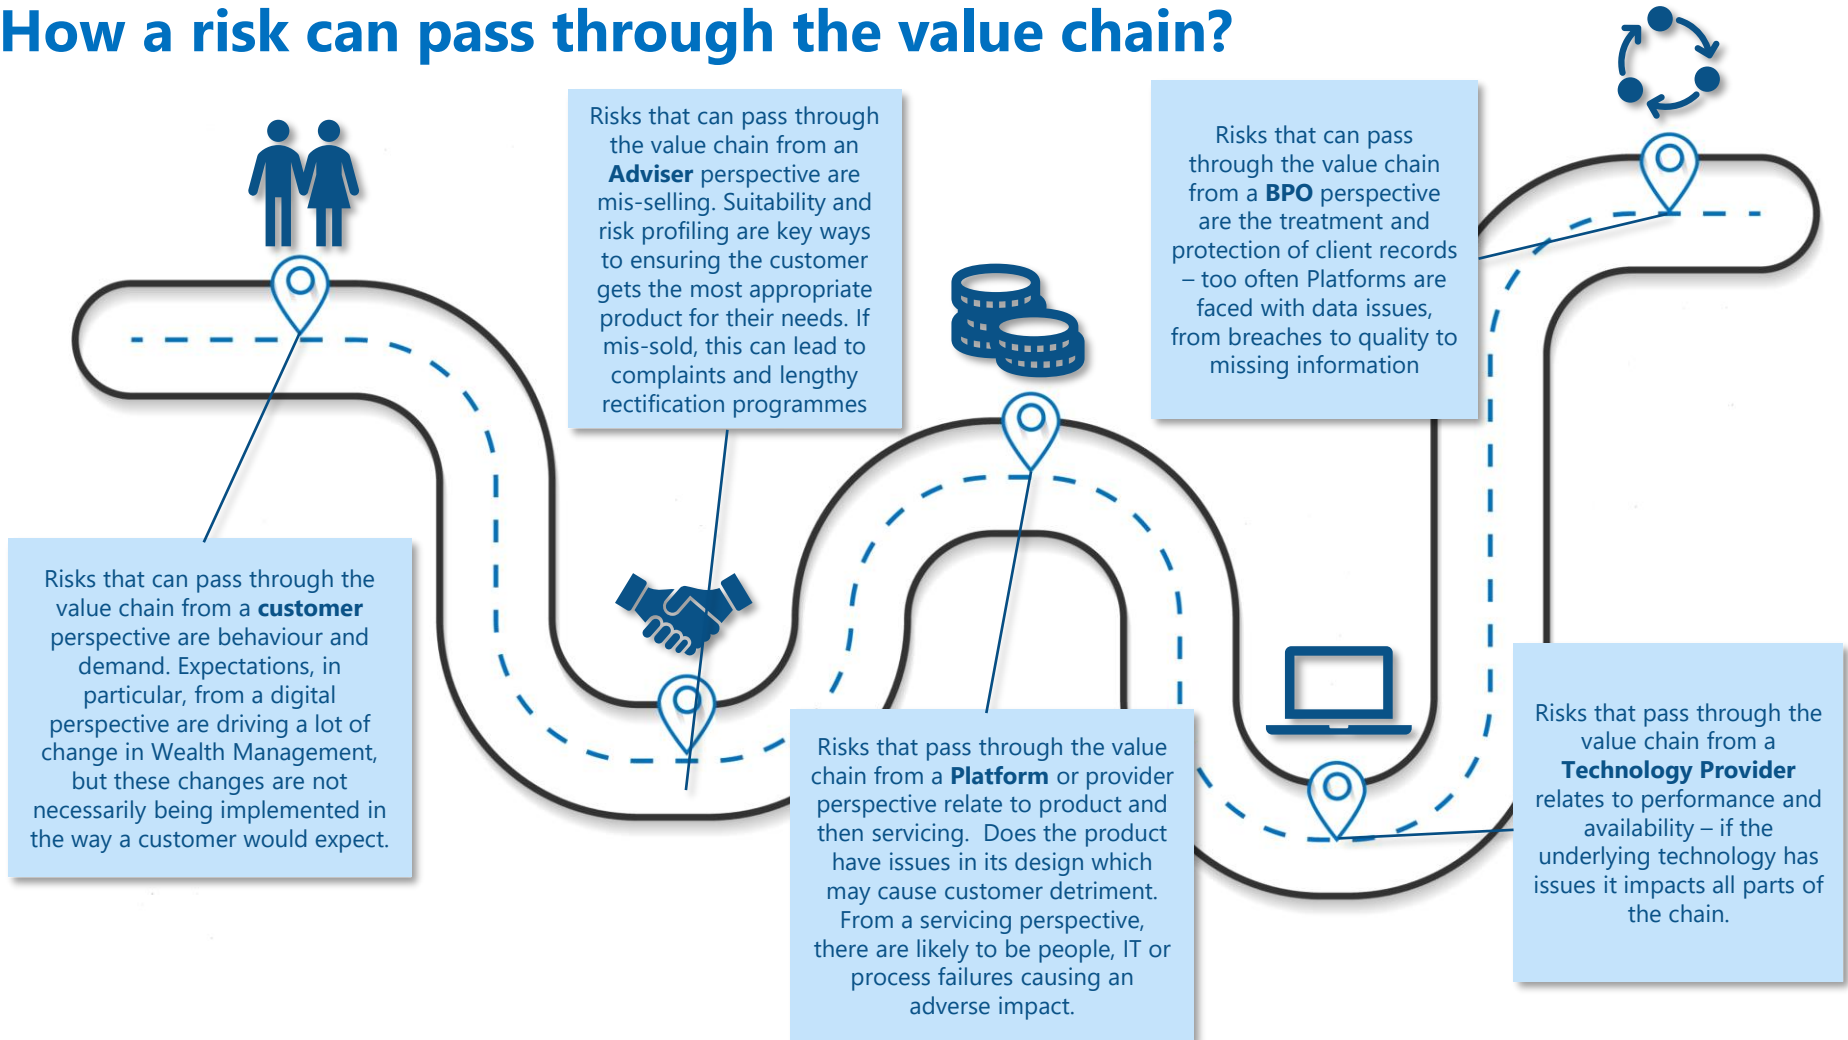 How a risk can pass through the value chain?
Risks that can pass through the
value chain from a customer
perspective are behaviour and
demand. Expectations, in
particular, from a digital
perspective are driving a lot of
change in Wealth Management,
but these changes are not
necessarily being implemented in
the way a customer would expect.
Risks that can pass through
the value chain from an
Adviser perspective are
mis-selling. Suitability and
risk profiling are key ways
to ensuring the customer
gets the most appropriate
product for their needs. If
mis-sold, this can lead to
complaints and lengthy
rectification programmes
Risks that pass through the value
chain from a Platform or provider
perspective relate to product and
then servicing.  Does the product
have issues in its design which
may cause customer detriment.
From a servicing perspective,
there are likely to be people, IT or
process failures causing an
adverse impact.
Risks that can pass
through the value chain
from a BPO perspective
are the treatment and
protection of client records
– too often Platforms are
faced with data issues,
from breaches to quality to
missing information
Risks that pass through the
value chain from a
Technology Provider
relates to performance and
availability – if the
underlying technology has
issues it impacts all parts of
the chain.